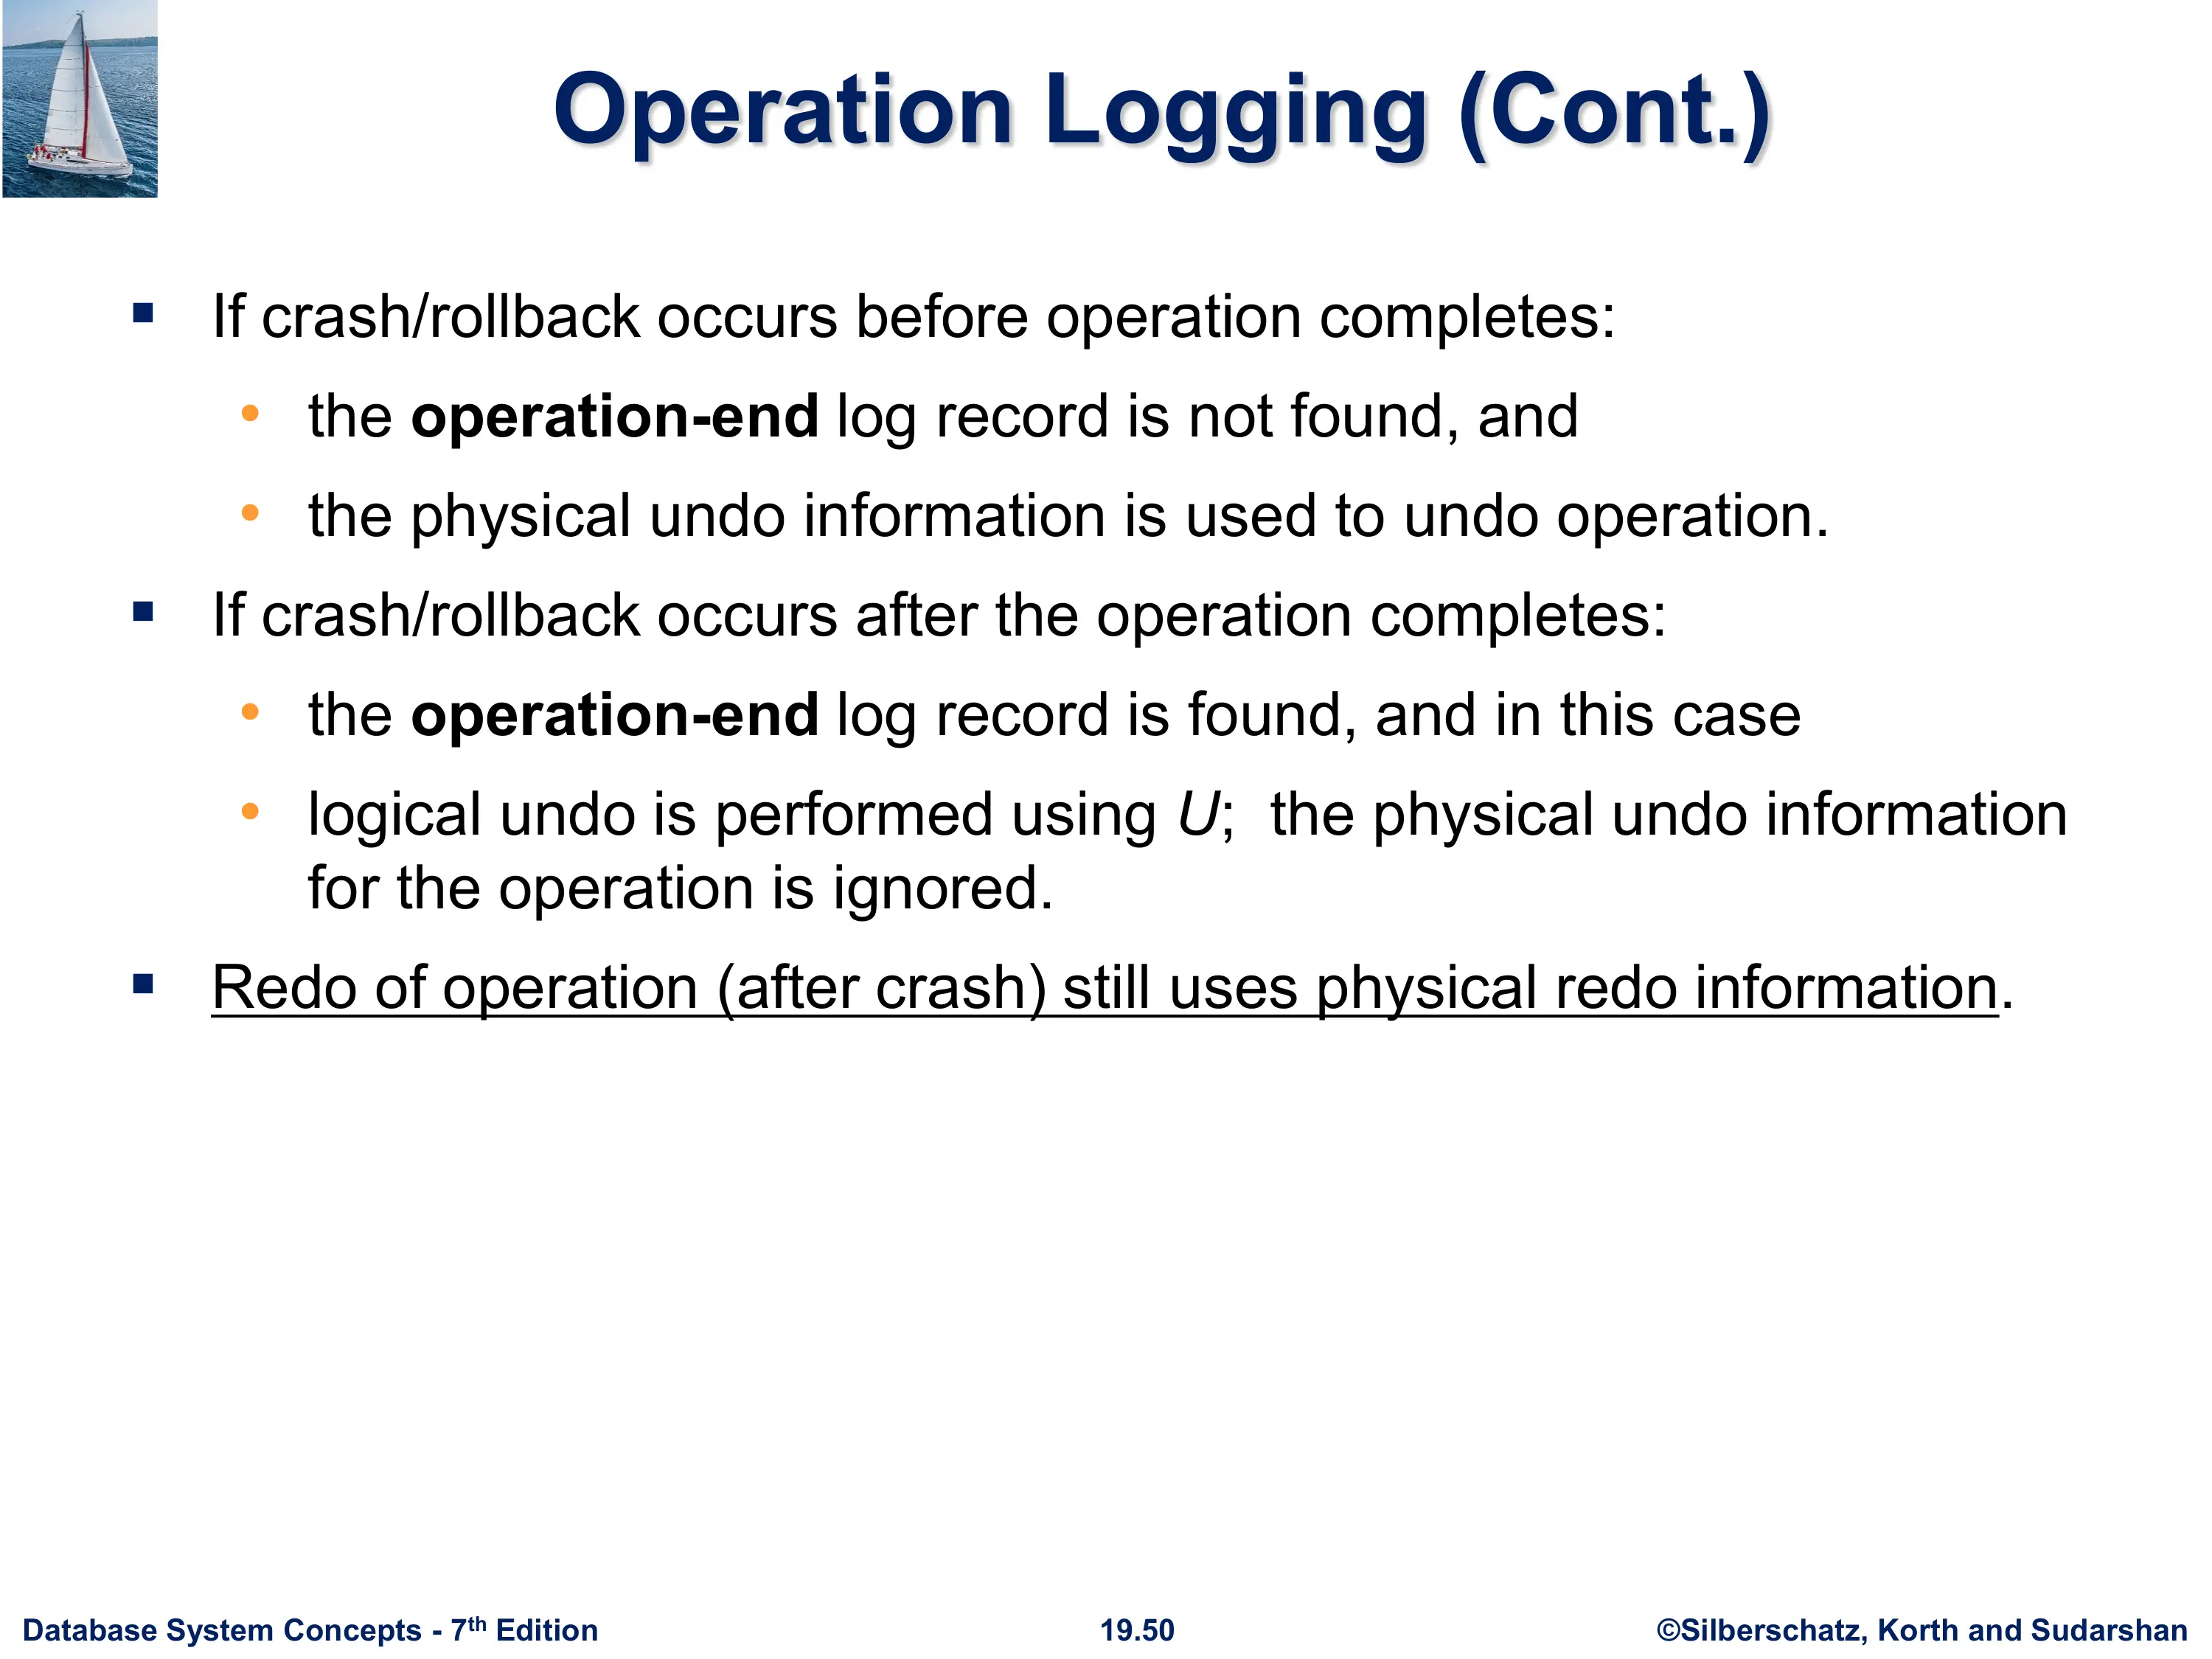 Operation Logging (Cont.)
▪ If crash/rollback occurs before operation completes:
• the operation-end log record is not found, and
• the physical undo information is used to undo operation.
▪ If crash/rollback occurs after the operation completes:
• the operation-end log record is found, and in this case
• logical undo is performed using U;  the physical undo information
for the operation is ignored.
▪ Redo of operation (after crash) still uses physical redo information.
Database System Concepts - 7th Edition
19.50
©Silberschatz, Korth and Sudarshan